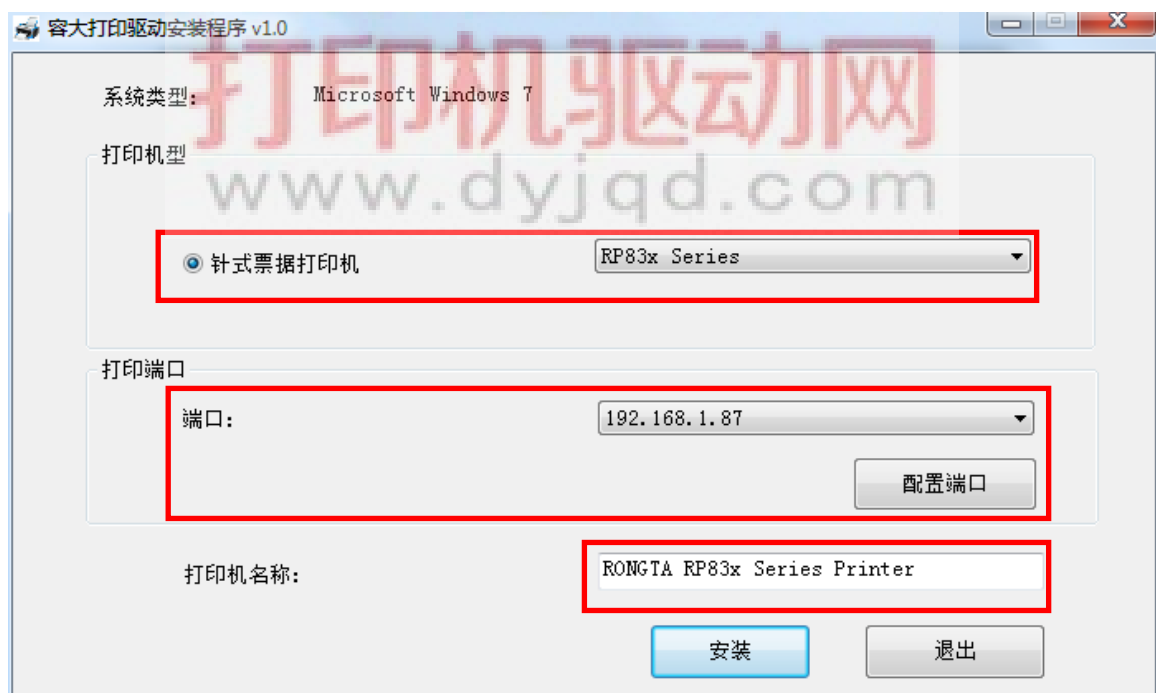 容大打印驱动安装程序 v1.0
打印机驱动网
系统类型: Microsoft Windows 7
打印机型
www.dyjqd.com
针式票据打印机 RP83x Series
打印端口
端口: 192.168.1.87
配置端口
打印机名称: RONGTA RP83x Series Printer
安装 退出